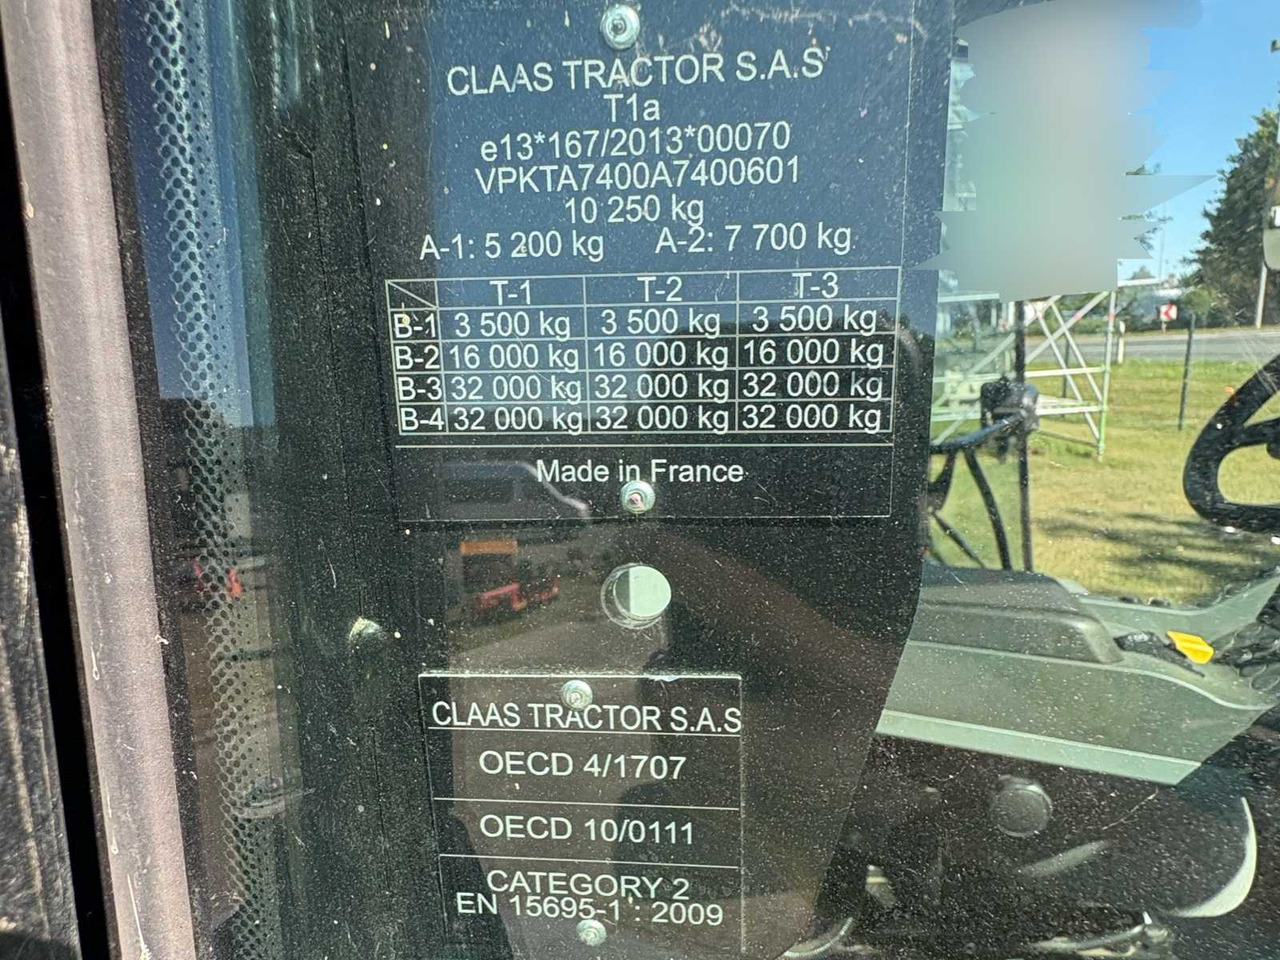 CLAAS TRACTOR S.A.S
T1a
e13*167/2013*00070
VPKTA7400A7400601
10 250 kg
A-1: 5 200 kg A-2: 7 700 kg
T-1 T-2 T-3
B-1 3 500 kg 3 500 kg 3 500 kg
B-2 16 000 kg 16 000 kg 16 000 kg
B-3 32 000 kg 32 000 kg 32 000 kg
B-4 32 000 kg 32 000 kg 32 000 kg
Made in France
CLAAS TRACTOR S.A.S
OECD 4/1707
OECD 10/0111
CATEGORY 2
EN 15695-1 : 2009